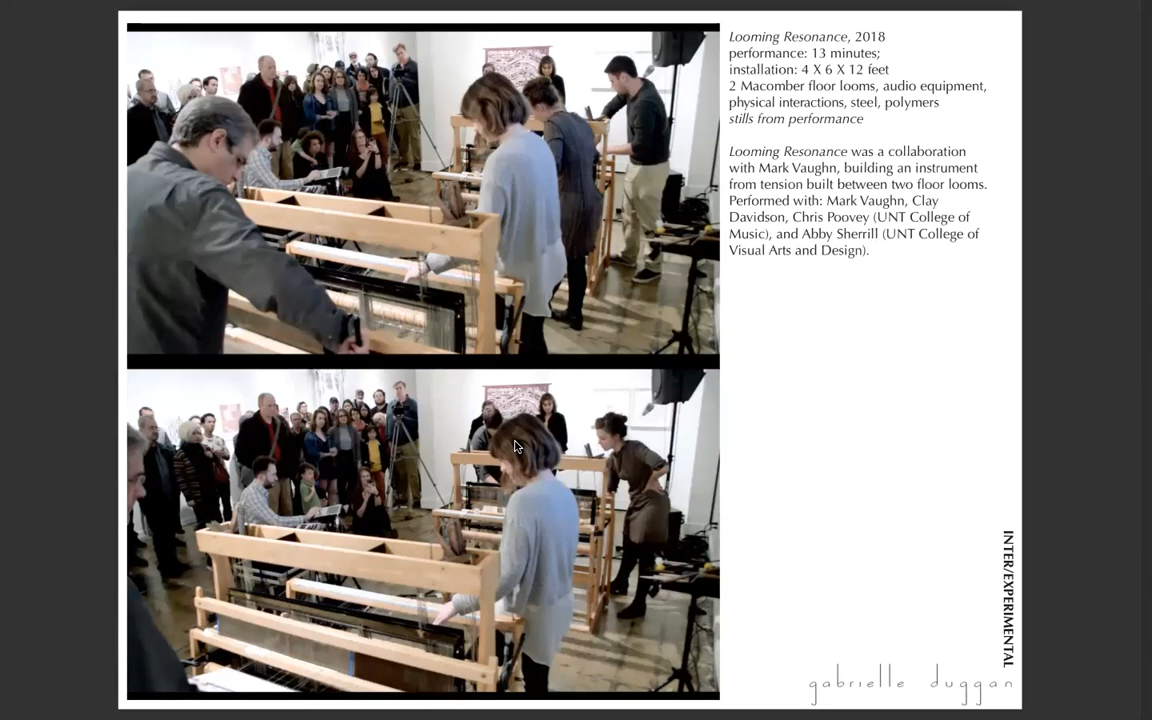 Looming Resonance, 2018
performance: 13 minutes;
installation: 4 X 6 X 12 feet
2 Macomber floor looms, audio equipment,
physical interactions, steel, polymers
stills from performance
Looming Resonance was a collaboration
with Mark Vaughn, building an instrument
from tension built between two floor looms.
Performed with: Mark Vaughn, Clay
Davidson, Chris Poovey (UNT College of
Music), and Abby Sherrill (UNT College of
Visual Arts and Design).
INTER/EXPERIMENTAL
gabrielle duggan